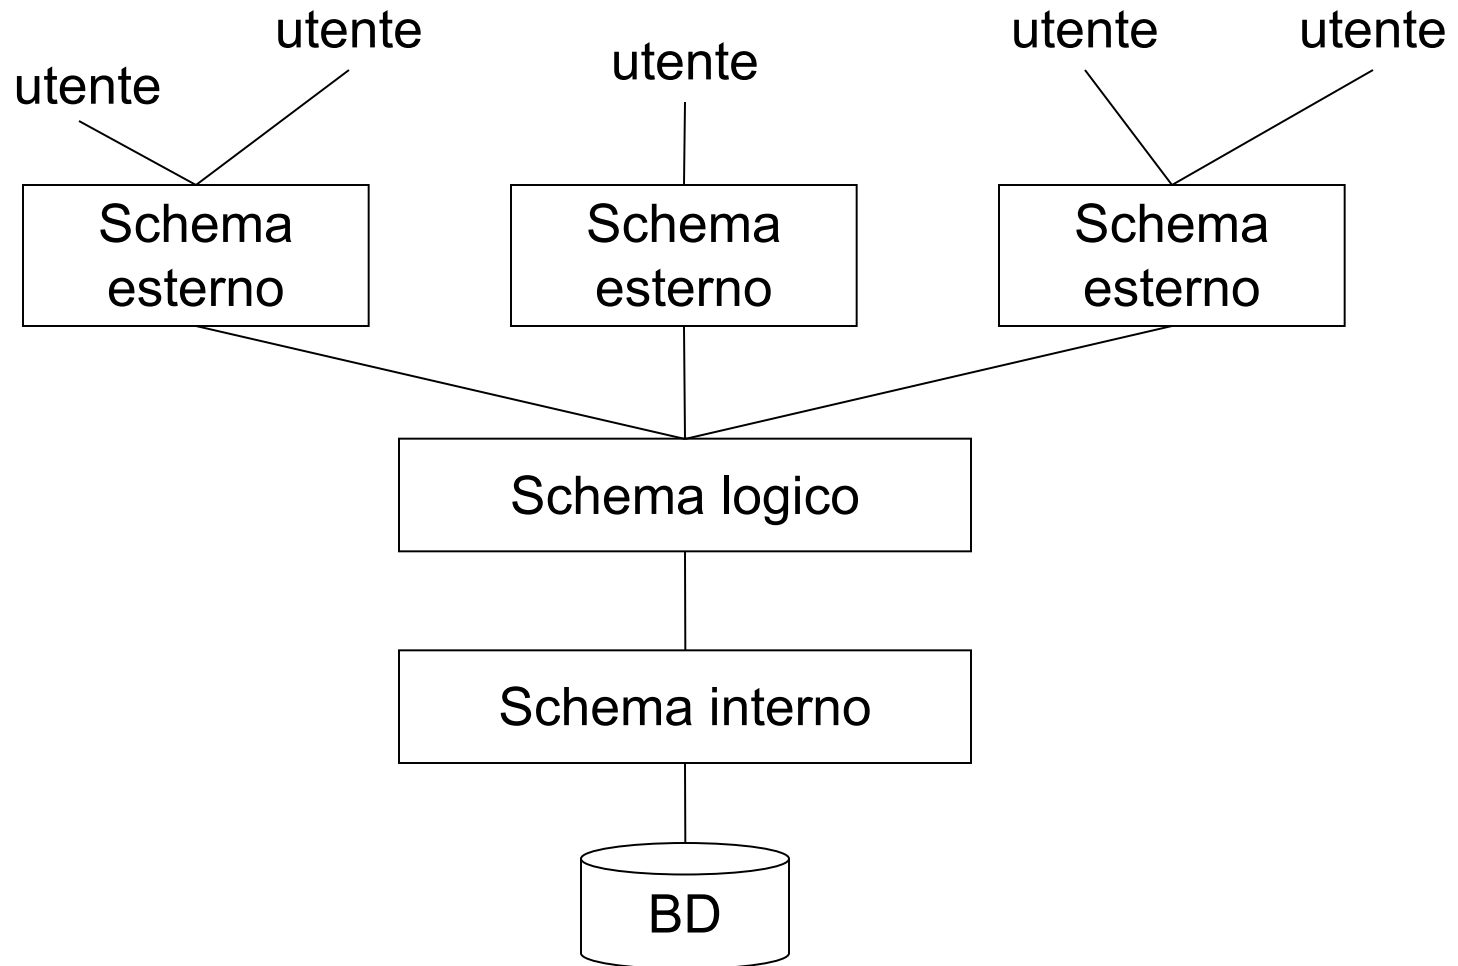 utente
utente
utente
utente
utente
Schema
esterno
Schema
esterno
Schema
esterno
Schema logico
Schema interno
BD